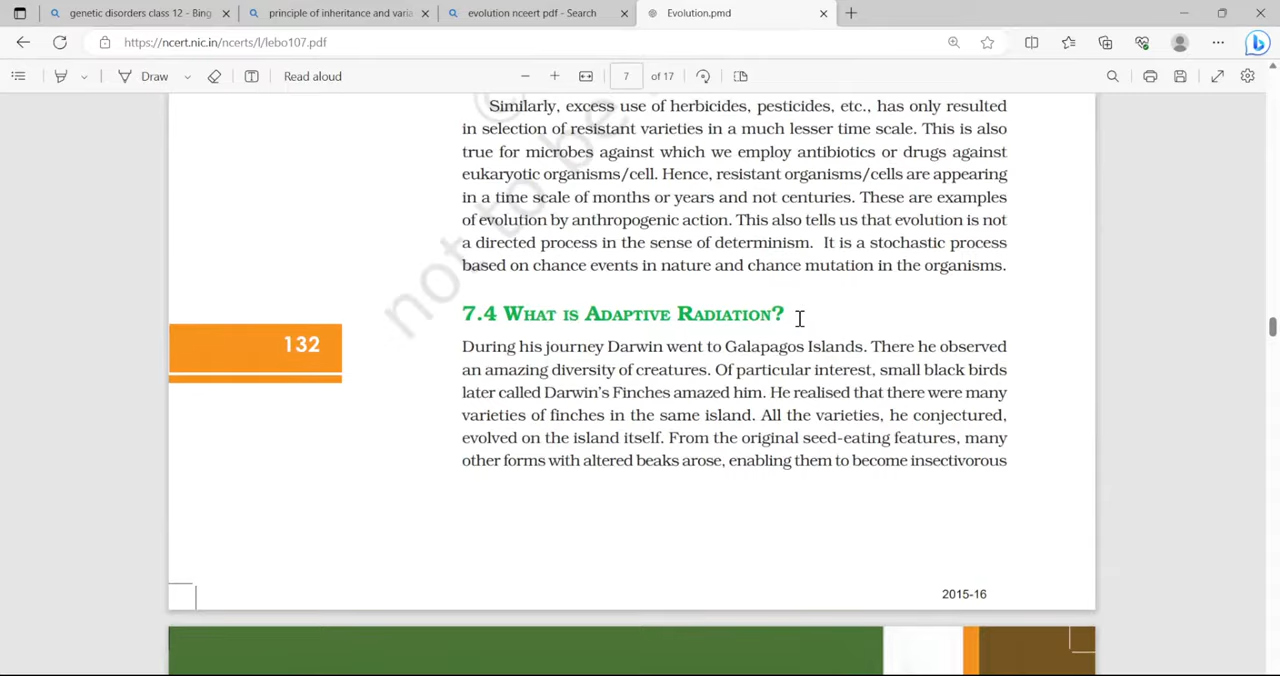 genetic disorders class 12 - Bing
principle of inheritance and varia
evolution nceert pdf - Search
Evolution.pmd
https://ncert.nic.in/ncerts/l/lebo107.pdf
Draw
Read aloud
7
of 17
Similarly, excess use of herbicides, pesticides, etc., has only resulted
in selection of resistant varieties in a much lesser time scale. This is also
true for microbes against which we employ antibiotics or drugs against
eukaryotic organisms/cell. Hence, resistant organisms/cells are appearing
in a time scale of months or years and not centuries. These are examples
of evolution by anthropogenic action. This also tells us that evolution is not
a directed process in the sense of determinism. It is a stochastic process
based on chance events in nature and chance mutation in the organisms.
not to be
7.4 WHAT IS ADAPTIVE RADIATION?
132
During his journey Darwin went to Galapagos Islands. There he observed
an amazing diversity of creatures. Of particular interest, small black birds
later called Darwin's Finches amazed him. He realised that there were many
varieties of finches in the same island. All the varieties, he conjectured,
evolved on the island itself. From the original seed-eating features, many
other forms with altered beaks arose, enabling them to become insectivorous
2015-16